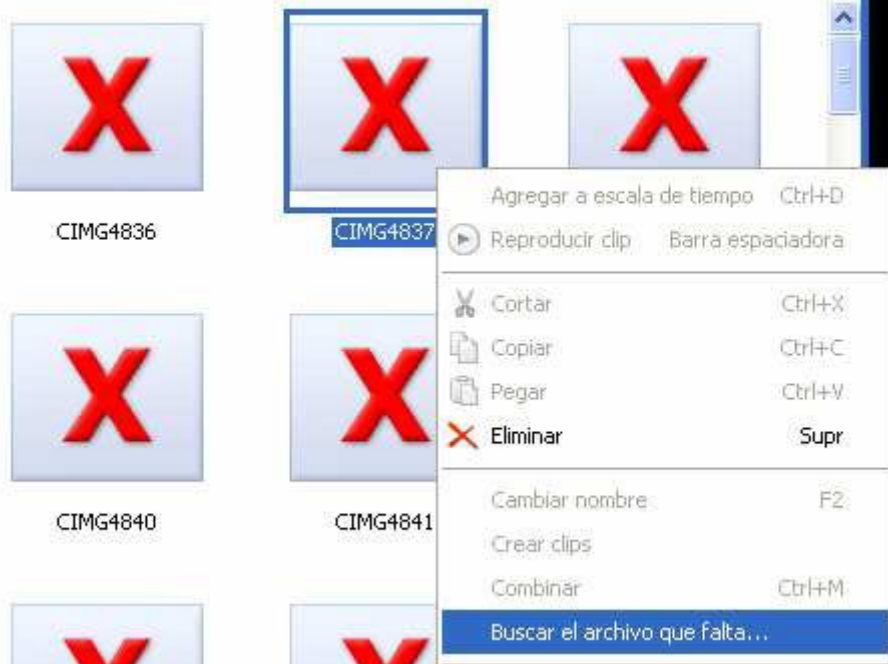 CIMG4836
CIMG4837
Agregar a escala de tiempo Ctrl+D
Reproducir clip Barra espaciadora
Cortar Ctrl+X
Copiar Ctrl+C
Pegar Ctrl+V
Eliminar Supr
CIMG4840
CIMG4841
Cambiar nombre F2
Crear clips
Combinar Ctrl+M
Buscar el archivo que falta...